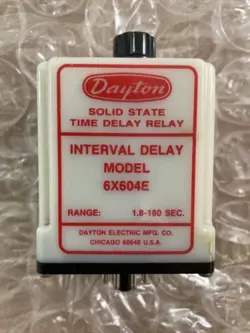 Dayton
SOLID STATE
TIME DELAY RELAY
INTERVAL DELAY
MODEL
6X604E
RANGE: 1.8-180 SEC.
DAYTON ELECTRIC MFG. CO.
CHICAGO 60648 U.S.A.